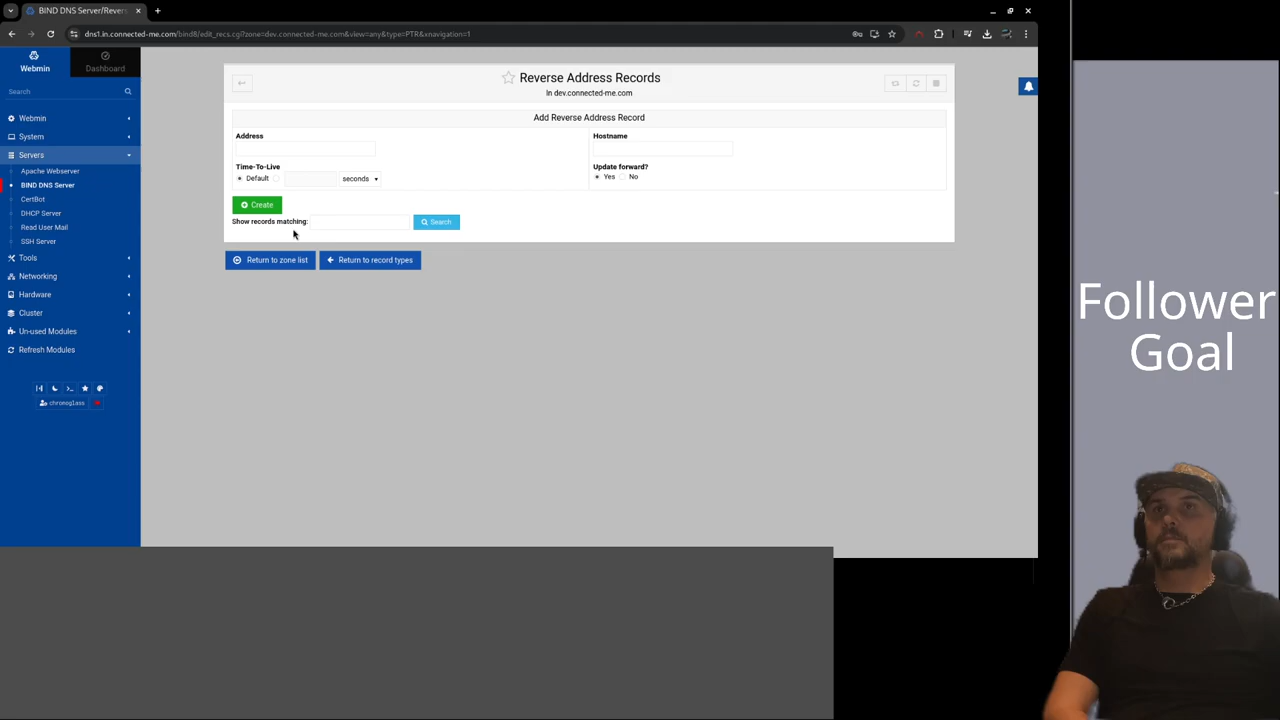 BIND DNS Server/Revers
dns1.in.connected-me.com/bind8/edit_recs.cgi?zone=dev.connected-me.com&view=any&type=PTR&xnavigation=1
Webmin
Dashboard
Search
Webmin
System
Servers
Apache Webserver
BIND DNS Server
CertBot
DHCP Server
Read User Mail
SSH Server
Tools
Networking
Hardware
Cluster
Un-used Modules
Refresh Modules
chronoglass
Reverse Address Records
In dev.connected-me.com
Add Reverse Address Record
Address
Hostname
Time-To-Live
Default
seconds
Update forward?
Yes No
Create
Show records matching:
Search
Return to zone list
Return to record types
Follower
Goal